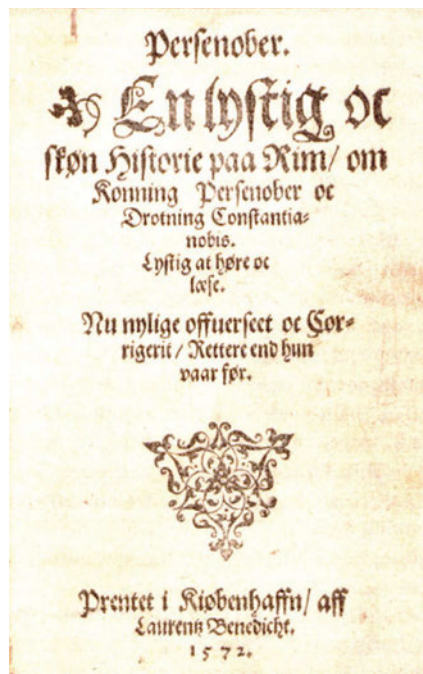 Persenober.
En lystig oc
skøn Historie paa Rim/ om
Konning Persenober oc
Drotning Constantia-
nobis.
Lystig at høre oc
læse.
Nu nylige offuerseet oc Cor-
rigerit/ Rettere end hun
vaar før.
Prentet i Kiøbenhaffn/ aff
Laurentz Benedicht.
1572.